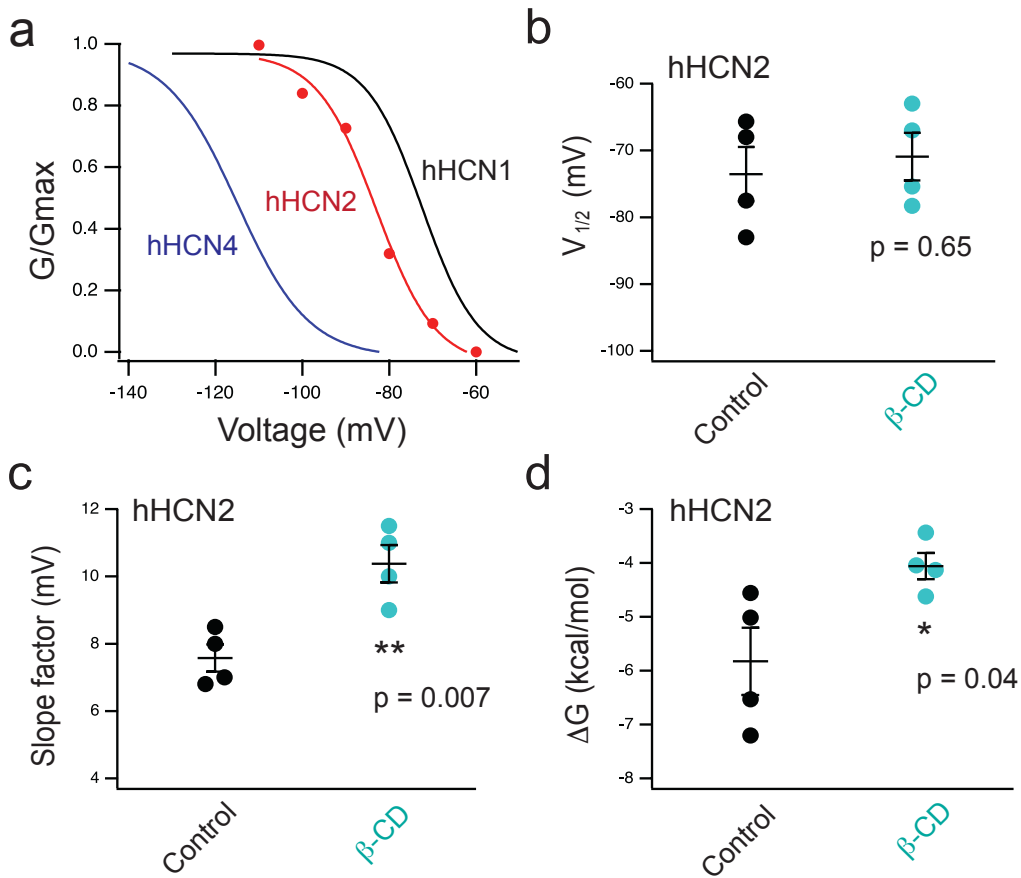 a
1.0
0.8
0.6
0.4
0.2
0.0
G/Gmax
hHCN1
hHCN2
hHCN4
-140
-120
-100
-80
-60
Voltage (mV)
b
hHCN2
-60
-70
-80
-90
-100
V1/2 (mV)
p = 0.65
Control
β-CD
c
hHCN2
12
10
8
6
4
Slope factor (mV)
**
p = 0.007
Control
β-CD
d
hHCN2
-3
-4
-5
-6
-7
-8
ΔG (kcal/mol)
*
p = 0.04
Control
β-CD